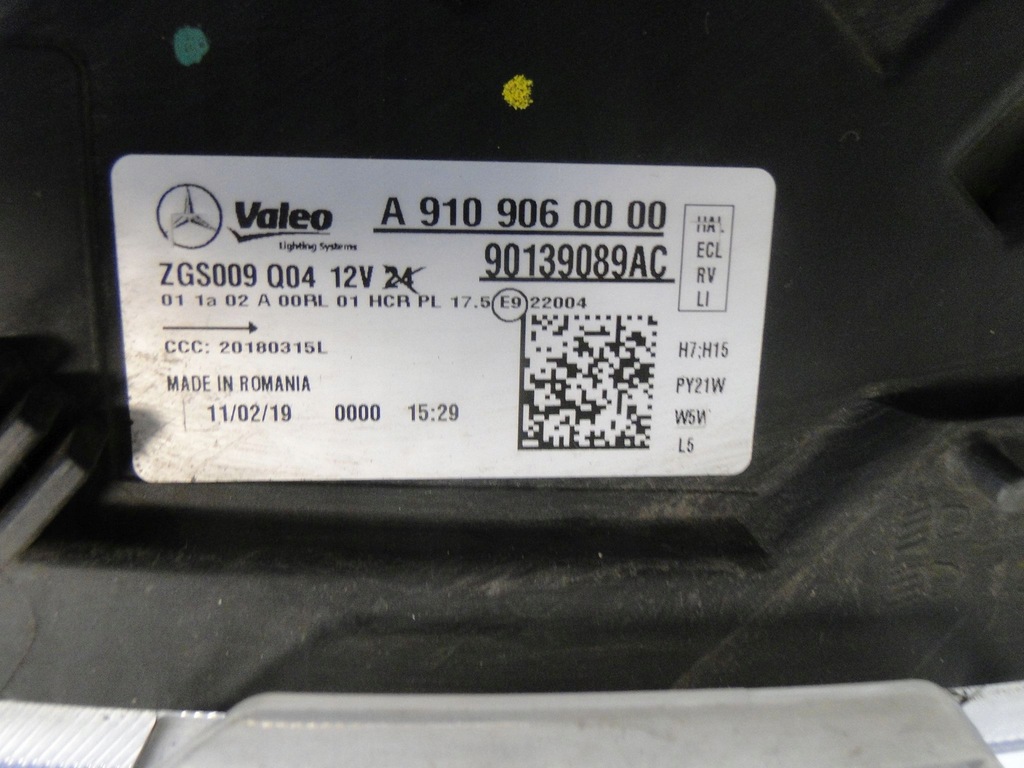 Valeo
Lighting Systems
A 910 906 00 00
90139089AC
HAL
ECL
RV
LI
ZGS009 Q04 12V 24
01 1a 02 A 00RL 01 HCR PL 17.5 E9 22004
CCC: 20180315L
MADE IN ROMANIA
11/02/19 0000 15:29
H7;H15
PY21W
W5W
L5